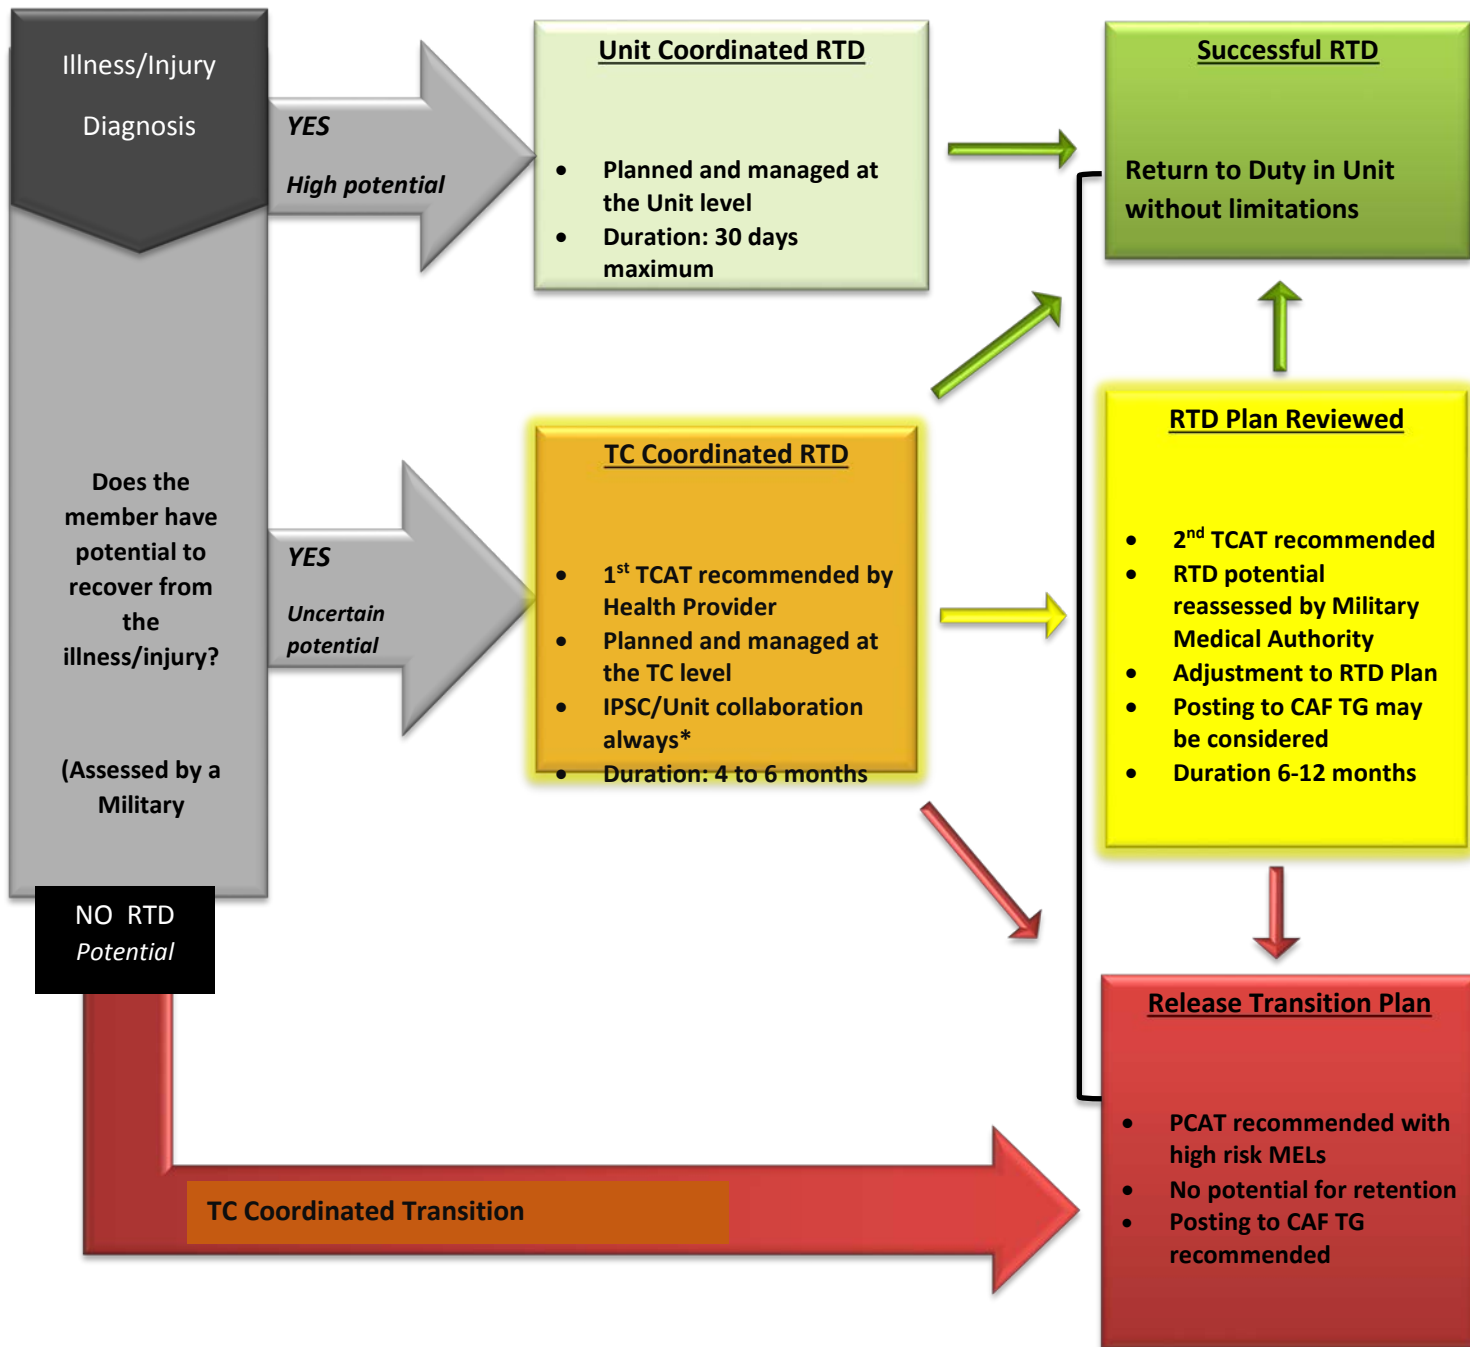 Illness/Injury
Diagnosis
Does the
member have
potential to
recover from
the
illness/injury?
(Assessed by a
Military
NO RTD
Potential
YES
High potential
YES
Uncertain
potential
Unit Coordinated RTD
• Planned and managed at
the Unit level
• Duration: 30 days
maximum
TC Coordinated RTD
• 1st TCAT recommended by
Health Provider
• Planned and managed at
the TC level
• IPSC/Unit collaboration
always*
• Duration: 4 to 6 months
Successful RTD
Return to Duty in Unit
without limitations
RTD Plan Reviewed
• 2nd TCAT recommended
• RTD potential
reassessed by Military
Medical Authority
• Adjustment to RTD Plan
• Posting to CAF TG may
be considered
• Duration 6-12 months
Release Transition Plan
• PCAT recommended with
high risk MELs
• No potential for retention
• Posting to CAF TG
recommended
TC Coordinated Transition